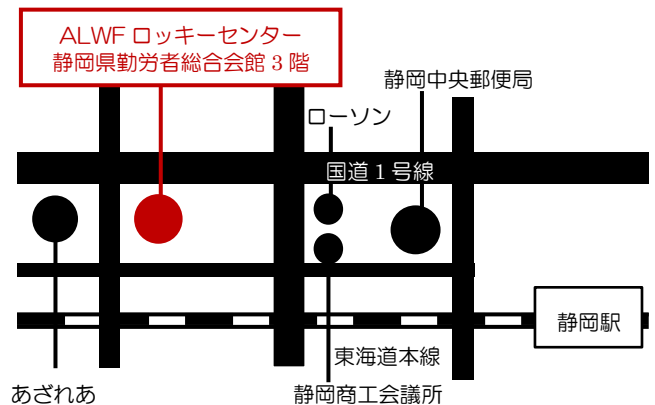 ALWF ロッキーセンター
静岡県勤労者総合会館 3 階
静岡中央郵便局
ローソン
国道 1 号線
静岡駅
東海道本線
あざれあ
静岡商工会議所